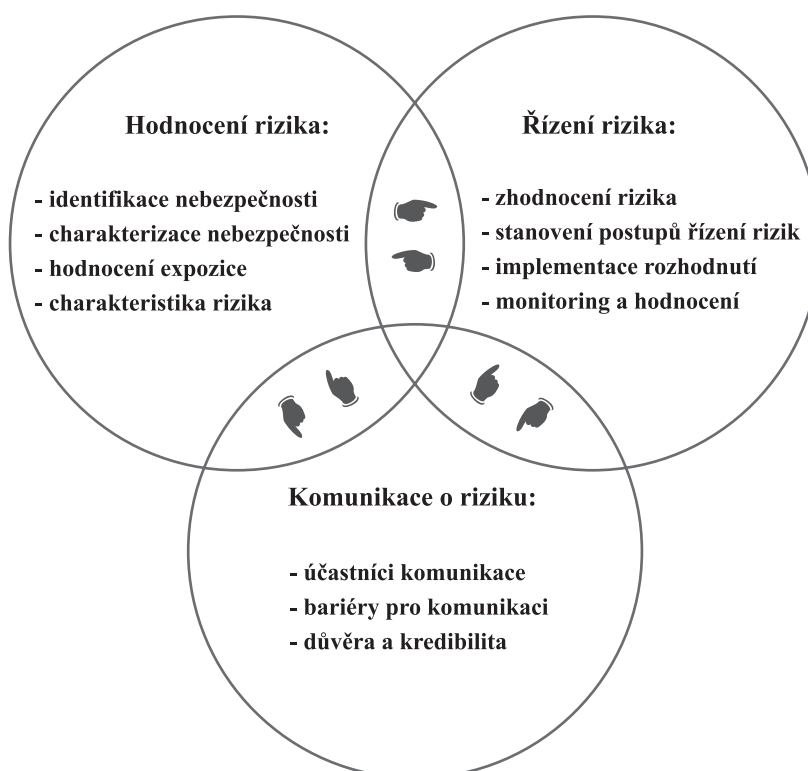 Hodnocení rizika:
- identifikace nebezpečnosti
- charakterizace nebezpečnosti
- hodnocení expozice
- charakteristika rizika
Řízení rizika:
- zhodnocení rizika
- stanovení postupů řízení rizik
- implementace rozhodnutí
- monitoring a hodnocení
Komunikace o riziku:
- účastníci komunikace
- bariéry pro komunikaci
- důvěra a kredibilita